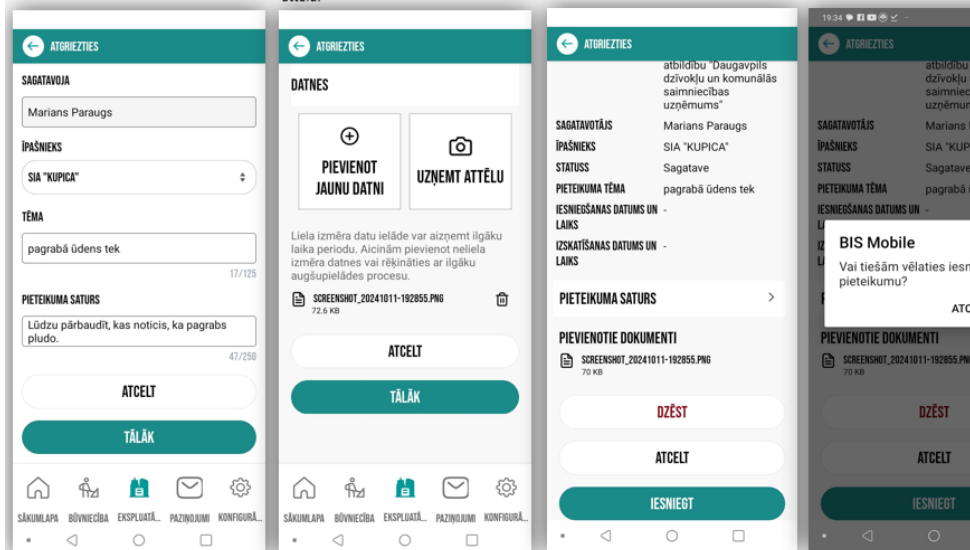 ATGRIEZTIES
SAGATAVOJA
Marians Paraugs
ĪPAŠNIEKS
SIA "KUPICA"
TĒMA
pagrabā ūdens tek
17/125
PIETEIKUMA SATURS
Lūdzu pārbaudīt, kas noticis, ka pagrabs
pludo.
47/250
ATCELT
TĀLĀK
SĀKUMLAPA BŪVNIECĪBA EKSPLUATĀ... PAZIŅOJUMI KONFIGURĀ...
ATGRIEZTIES
DATNES
PIEVIENOT
JAUNU DATNI
UZŅEMT ATTĒLU
Liela izmēra datu ielāde var aizņemt ilgāku
laika periodu. Aicinām pievienot neliela
izmēra datnes vai rēķināties ar ilgāku
augšupielādes procesu.
SCREENSHOT_20241011-192855.PNG
72.6 KB
ATCELT
TĀLĀK
SĀKUMLAPA BŪVNIECĪBA EKSPLUATĀ... PAZIŅOJUMI KONFIGURĀ...
ATGRIEZTIES
atbildību "Daugavpils
dzīvokļu un komunālās
saimniecības
uzņēmums"
SAGATAVOTĀJS Marians Paraugs
ĪPAŠNIEKS SIA "KUPICA"
STATUSS Sagatave
PIETEIKUMA TĒMA pagrabā ūdens tek
IESNIEGŠANAS DATUMS UN -
LAIKS
IZSKATĪŠANAS DATUMS UN -
LAIKS
PIETEIKUMA SATURS
PIEVIENOTIE DOKUMENTI
SCREENSHOT_20241011-192855.PNG
70 KB
DZĒST
ATCELT
IESNIEGT
19:34
ATGRIEZTIES
atbildību
dzīvokļu
SAGATAVOTĀJS Marians
ĪPAŠNIEKS SIA "KUP
STATUSS Sagatave
PIETEIKUMA TĒMA pagrabā
IESNIEGŠANAS DATUMS UN -
BIS Mobile
Vai tiešām vēlaties iesn
pieteikumu?
ATC
PIEVIENOTIE DOKUM
SCREENSHOT_20241011-192855.PN
70 KB
DZĒST
ATCELT
IESNIEGT